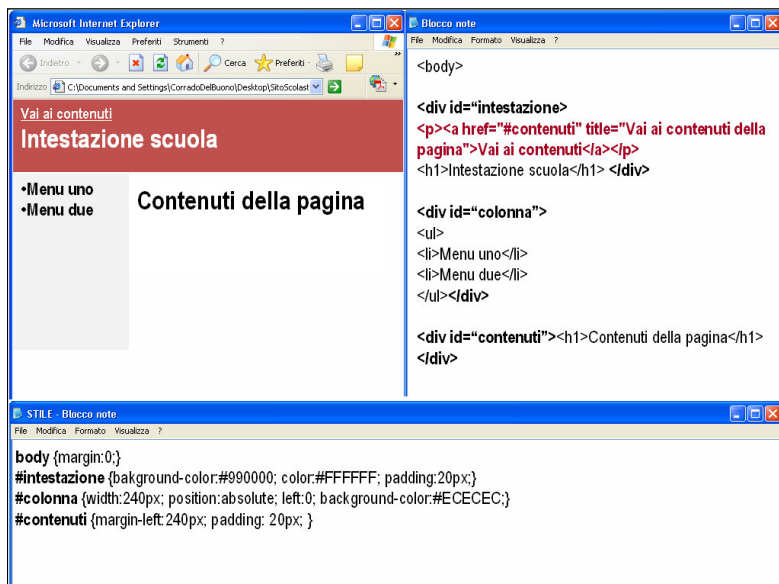 Microsoft Internet Explorer
File Modifica Visualizza Preferiti Strumenti ?
Indietro Cerca Preferiti »
Indirizzo C:\Documents and Settings\CorradoDelBuono\Desktop\SitoScolast
Vai ai contenuti
Intestazione scuola
•Menu uno
•Menu due
Contenuti della pagina
Blocco note
File Modifica Formato Visualizza ?
<body>
<div id=“intestazione>
<p><a href="#contenuti" title="Vai ai contenuti della
pagina">Vai ai contenuti</a></p>
<h1>Intestazione scuola</h1> </div>
<div id=“colonna”>
<ul>
<li>Menu uno</li>
<li>Menu due</li>
</ul></div>
<div id=“contenuti”><h1>Contenuti della pagina</h1>
</div>
STILE - Blocco note
File Modifica Formato Visualizza ?
body {margin:0;}
#intestazione {bakground-color:#990000; color:#FFFFFF; padding:20px;}
#colonna {width:240px; position:absolute; left:0; background-color:#ECECEC;}
#contenuti {margin-left:240px; padding: 20px; }